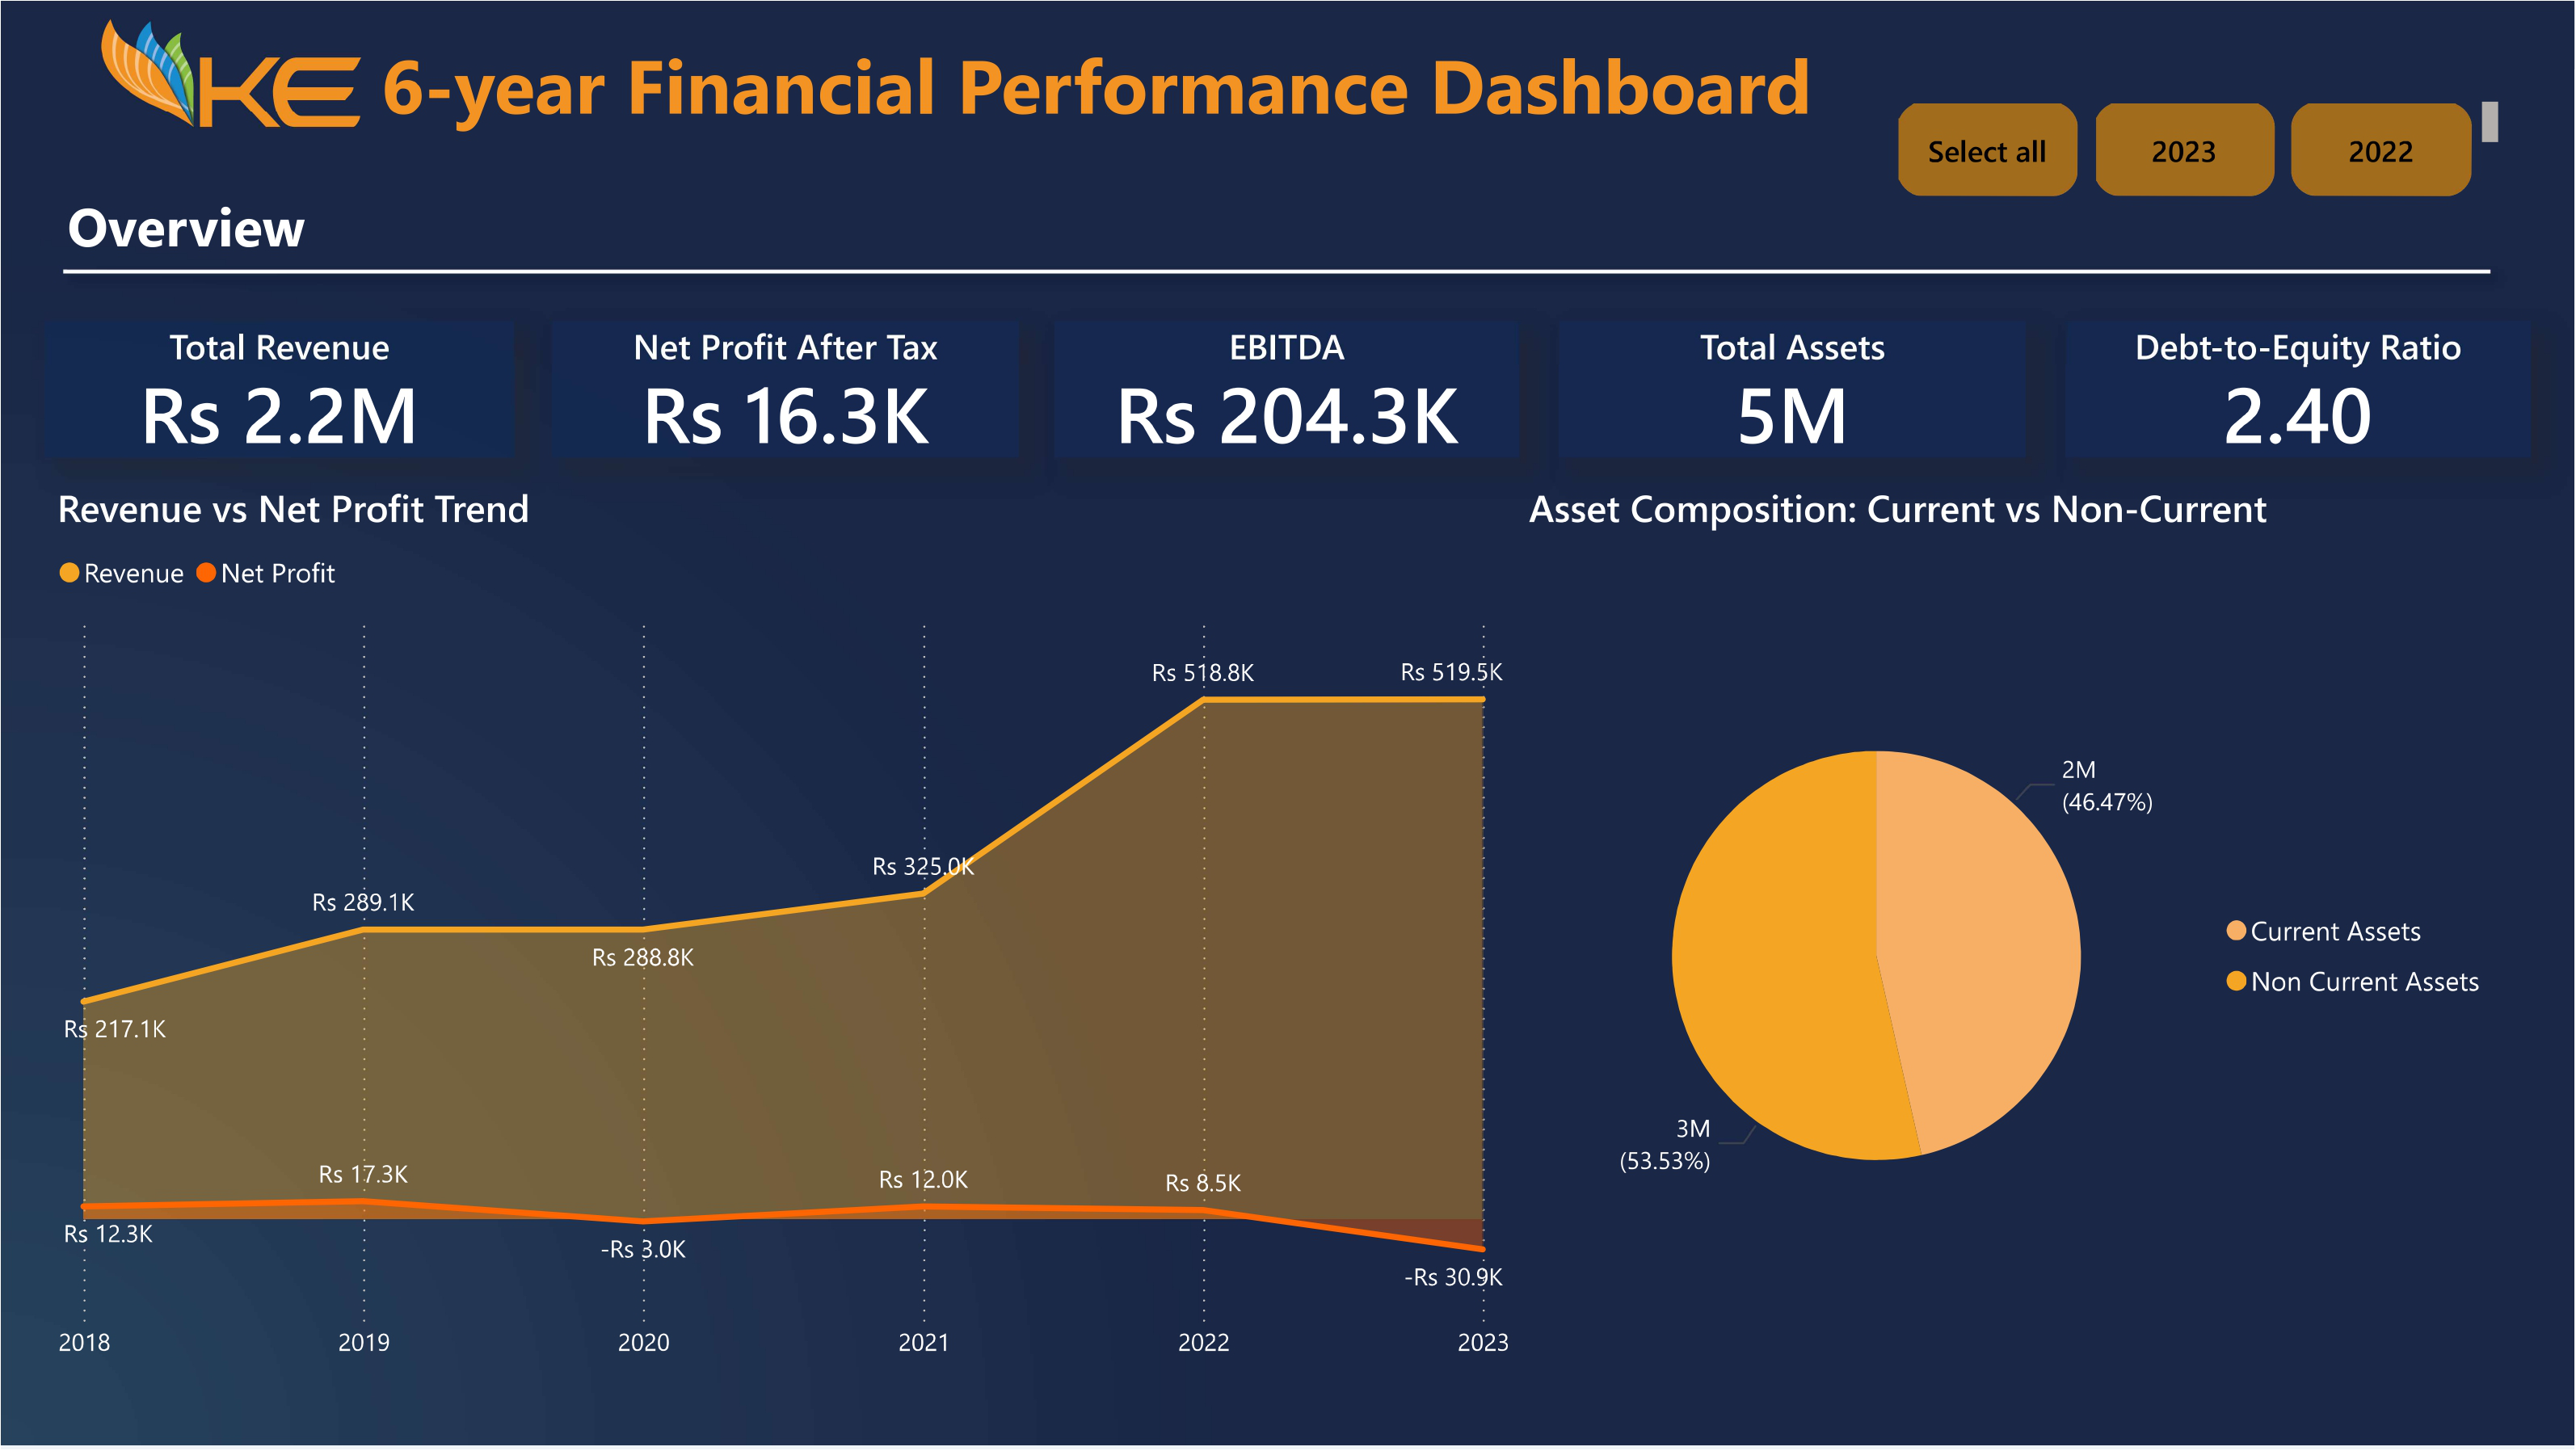 KE 6-year Financial Performance Dashboard
Select all
2023
2022
Overview
Total Revenue
Rs 2.2M
Net Profit After Tax
Rs 16.3K
EBITDA
Rs 204.3K
Total Assets
5M
Debt-to-Equity Ratio
2.40
Revenue vs Net Profit Trend
Revenue
Net Profit
Rs 217.1K
Rs 289.1K
Rs 288.8K
Rs 325.0K
Rs 518.8K
Rs 519.5K
Rs 12.3K
Rs 17.3K
-Rs 3.0K
Rs 12.0K
Rs 8.5K
-Rs 30.9K
2018
2019
2020
2021
2022
2023
Asset Composition: Current vs Non-Current
2M
(46.47%)
3M
(53.53%)
Current Assets
Non Current Assets